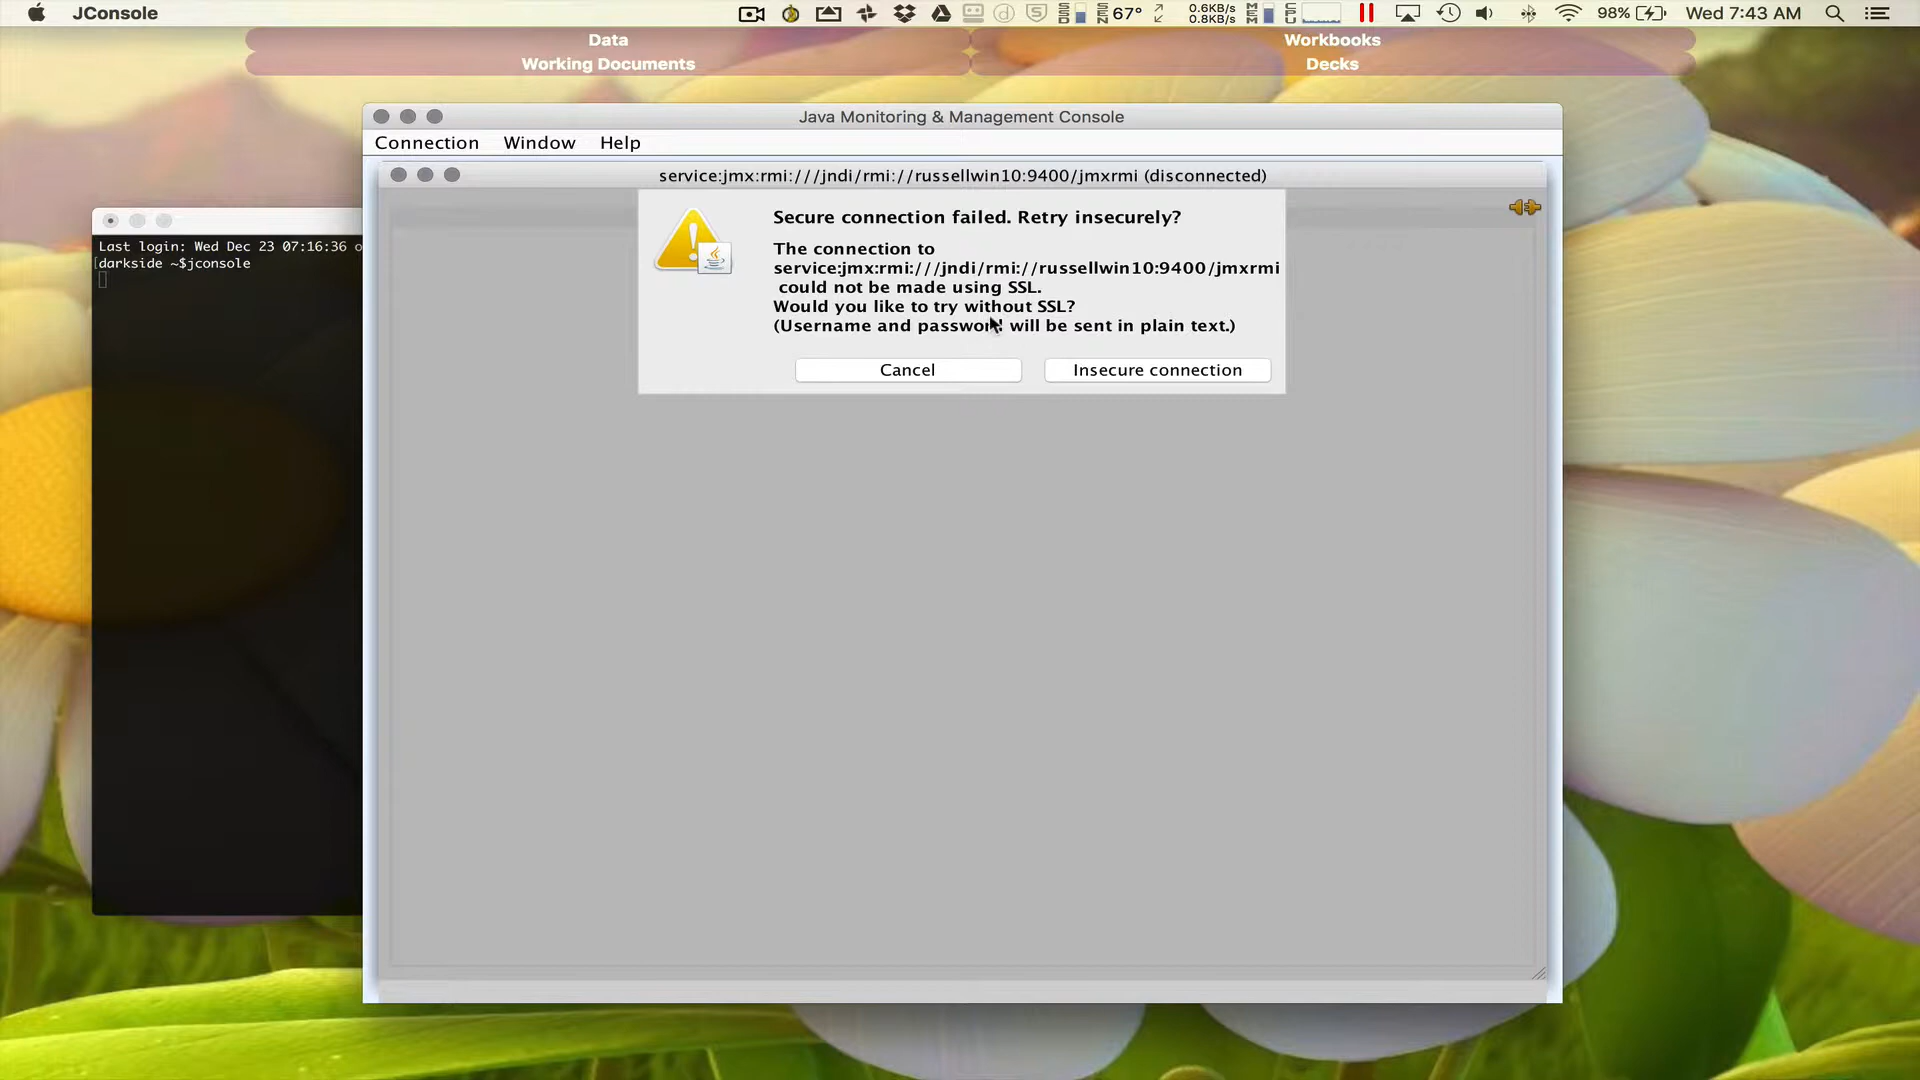 JConsole
SSD
SEN
67°
0.6KB/s
0.8KB/s
MEM
CPU
98%
Wed 7:43 AM
Data
Workbooks
Working Documents
Decks
Java Monitoring & Management Console
Connection Window Help
service:jmx:rmi:///jndi/rmi://russellwin10:9400/jmxrmi (disconnected)
Last login: Wed Dec 23 07:16:36 o
[darkside ~$jconsole
Secure connection failed. Retry insecurely?
The connection to
service:jmx:rmi:///jndi/rmi://russellwin10:9400/jmxrmi
could not be made using SSL.
Would you like to try without SSL?
(Username and password will be sent in plain text.)
Cancel
Insecure connection